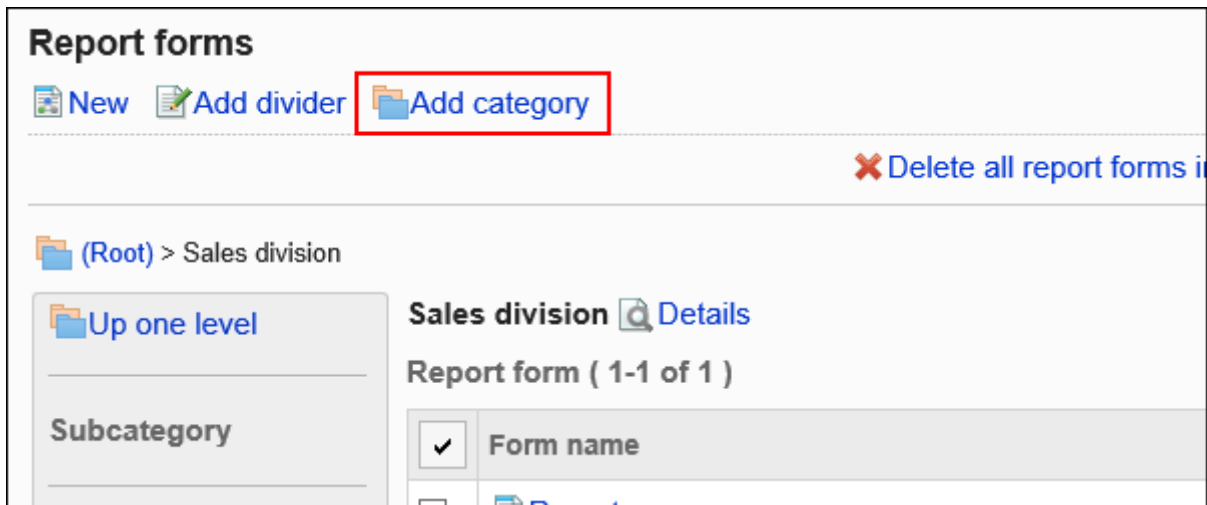 Report forms
New Add divider Add category
Delete all report forms
(Root) > Sales division
Up one level
Sales division Details
Report form ( 1-1 of 1 )
Subcategory
Form name